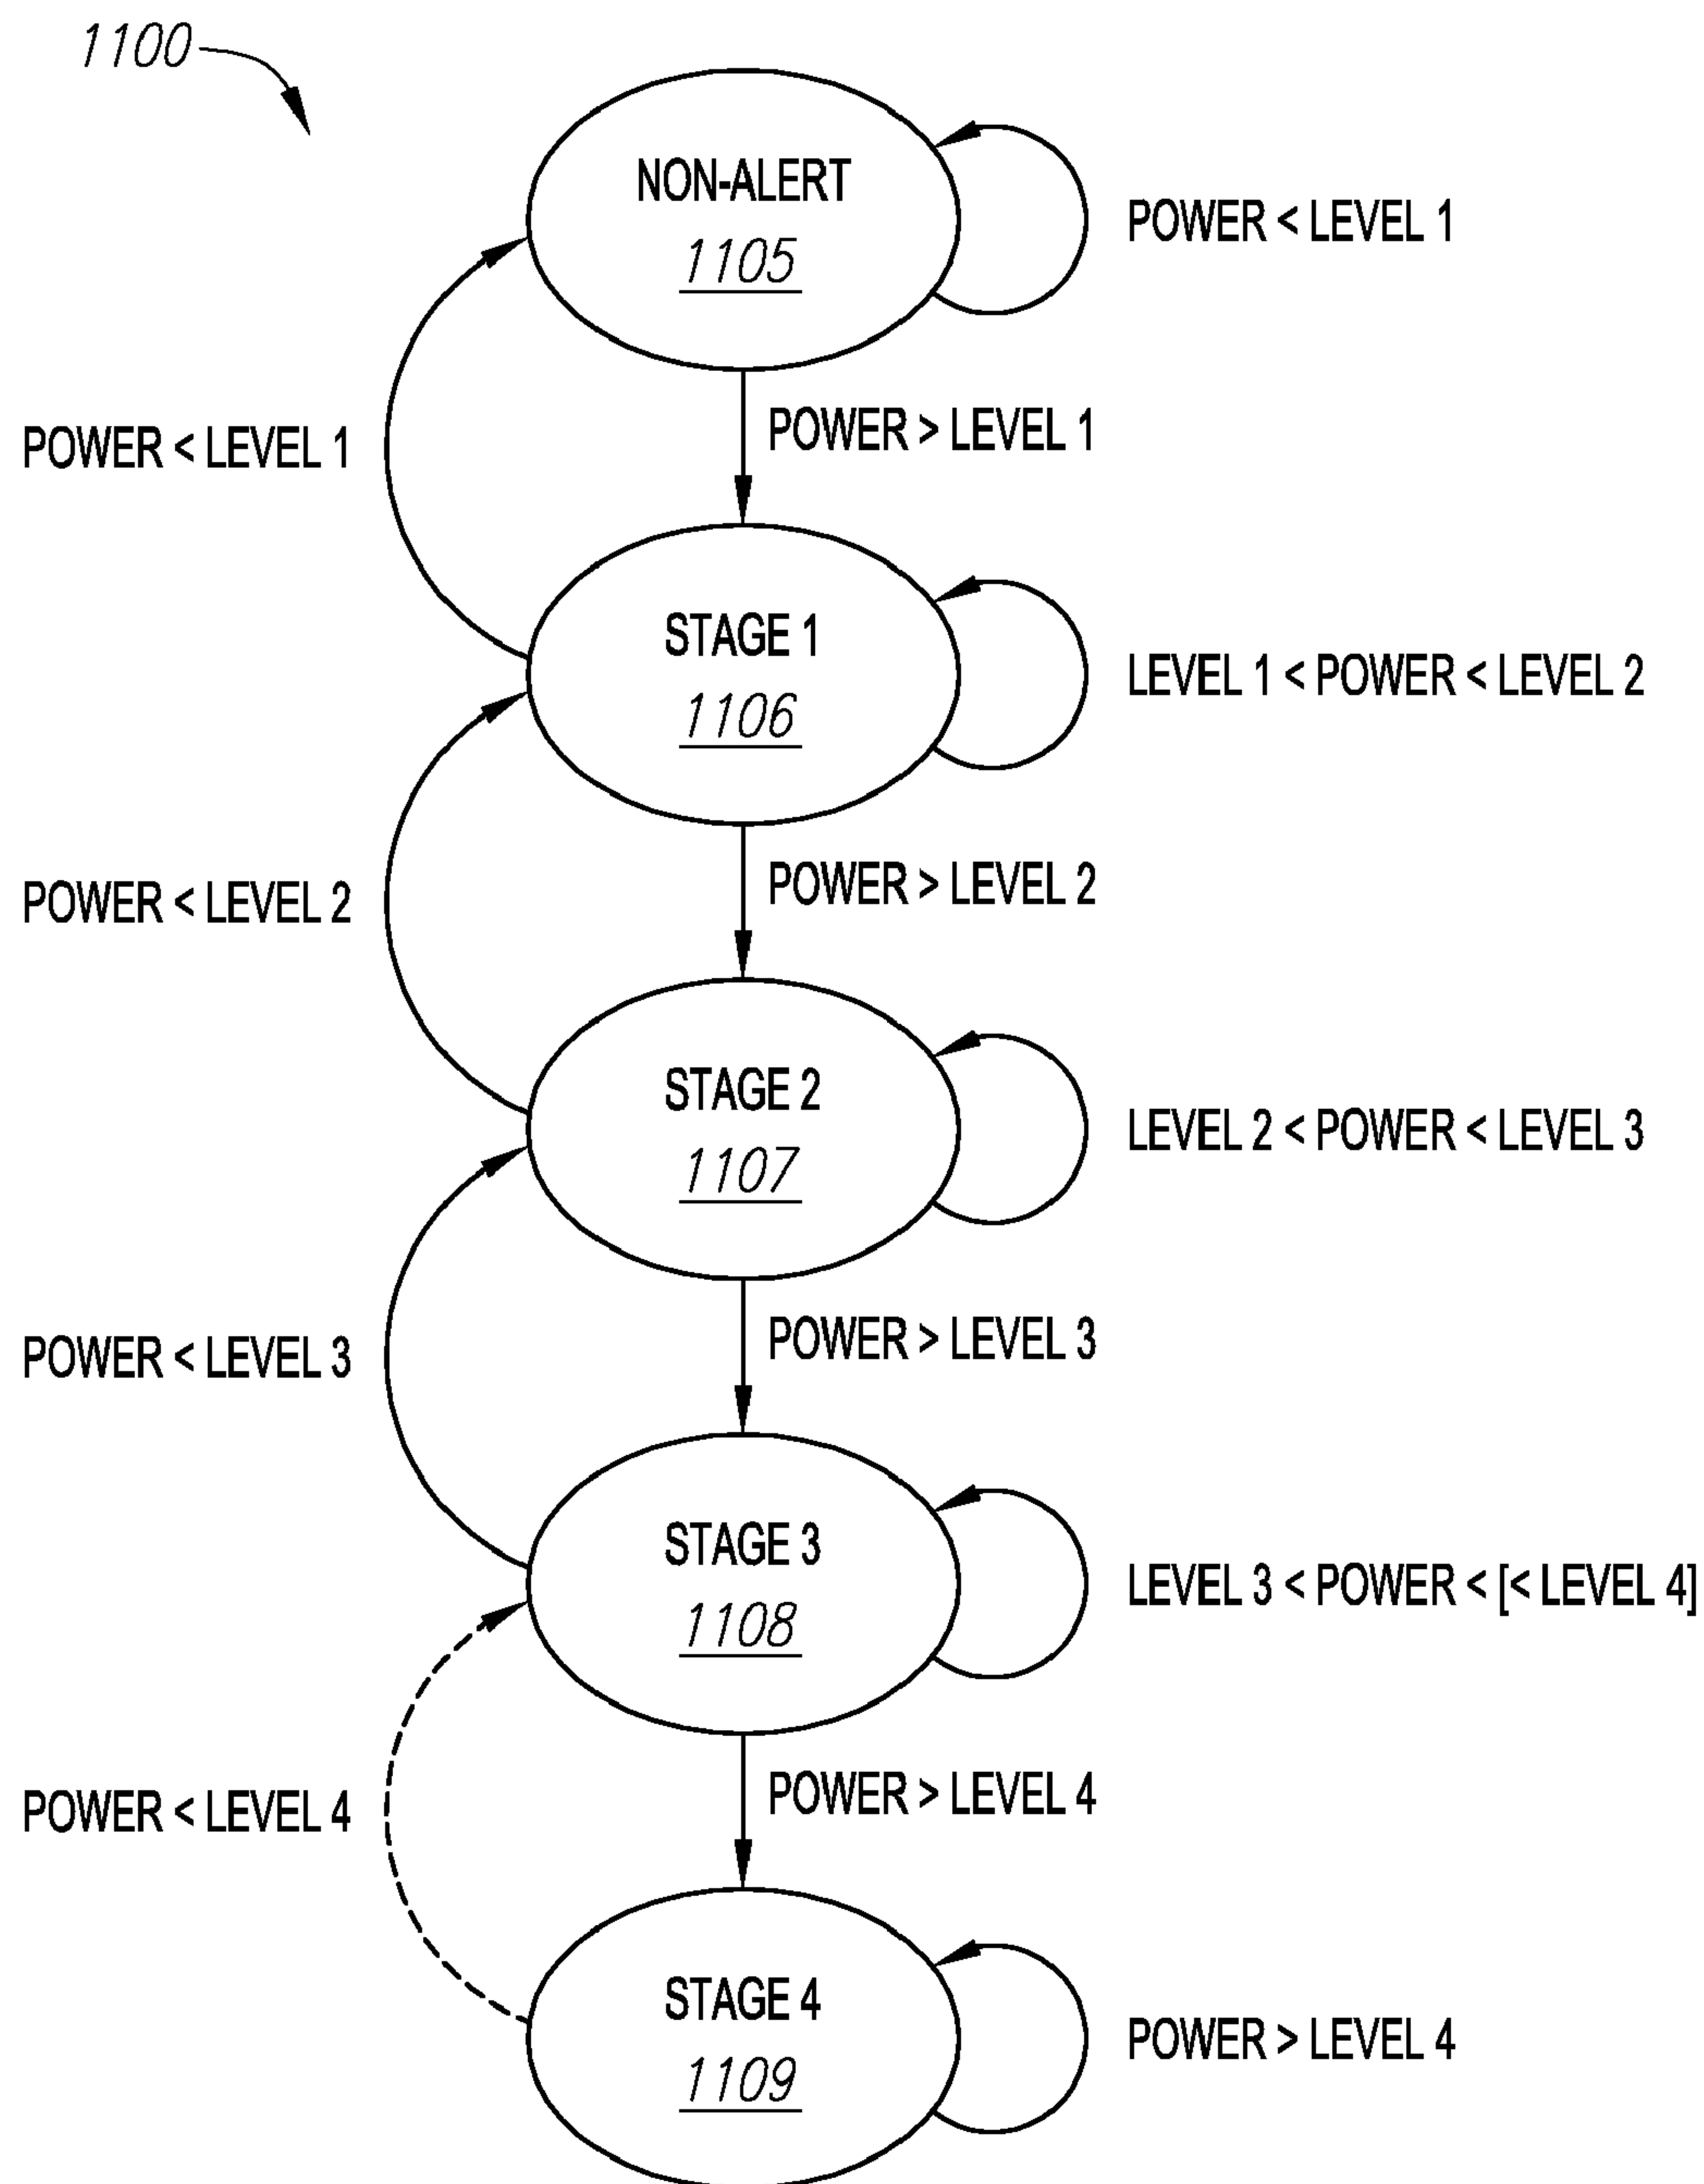 1100
NON-ALERT
1105
POWER < LEVEL 1
POWER < LEVEL 1
POWER > LEVEL 1
STAGE 1
1106
LEVEL 1 < POWER < LEVEL 2
POWER < LEVEL 2
POWER > LEVEL 2
STAGE 2
1107
LEVEL 2 < POWER < LEVEL 3
POWER < LEVEL 3
POWER > LEVEL 3
STAGE 3
1108
LEVEL 3 < POWER < [< LEVEL 4]
POWER < LEVEL 4
POWER > LEVEL 4
STAGE 4
1109
POWER > LEVEL 4